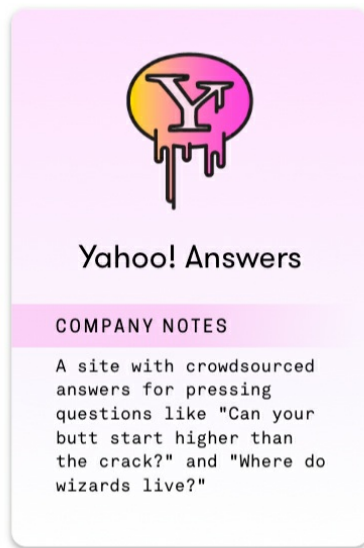 Y
Yahoo! Answers
COMPANY NOTES
A site with crowdsourced
answers for pressing
questions like "Can your
butt start higher than
the crack?" and "Where do
wizards live?"